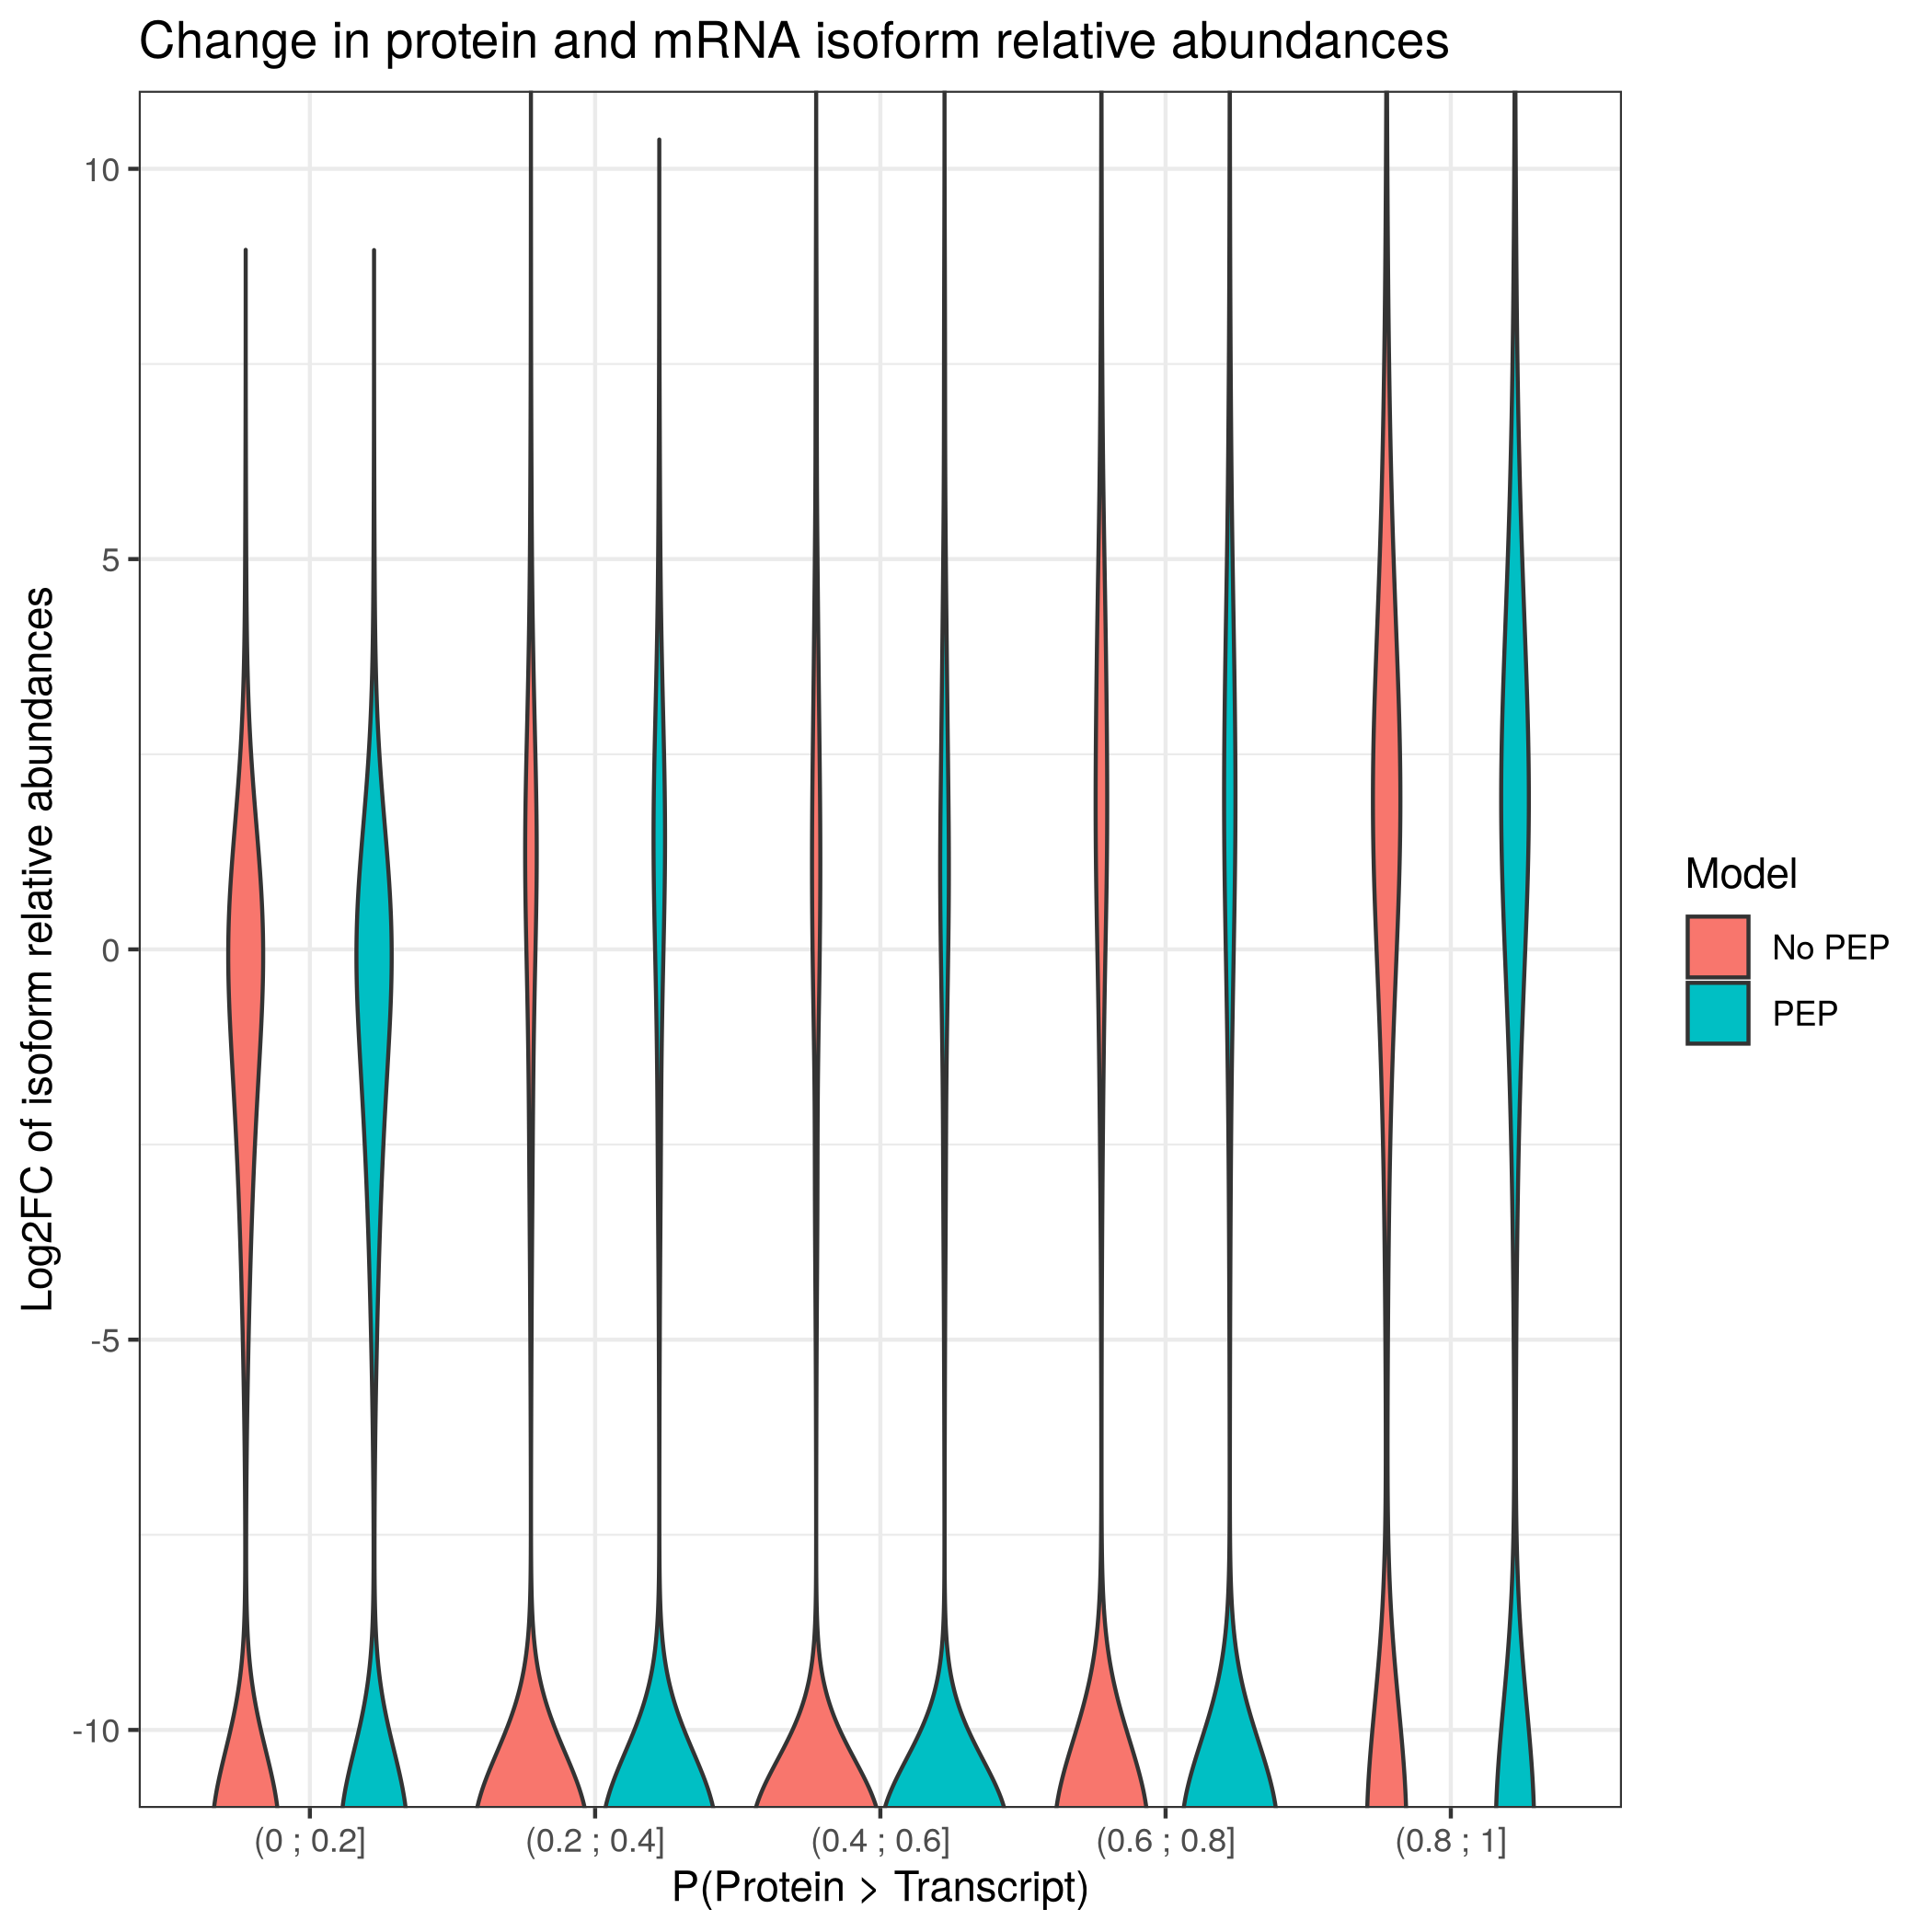 Change in protein and mRNA isoform relative abundances
Log2FC of isoform relative abundances
10
5
0
-5
-10
(0 ; 0.2]
(0.2 ; 0.4]
(0.4 ; 0.6]
(0.6 ; 0.8]
(0.8 ; 1]
P(Protein > Transcript)
Model
No PEP
PEP